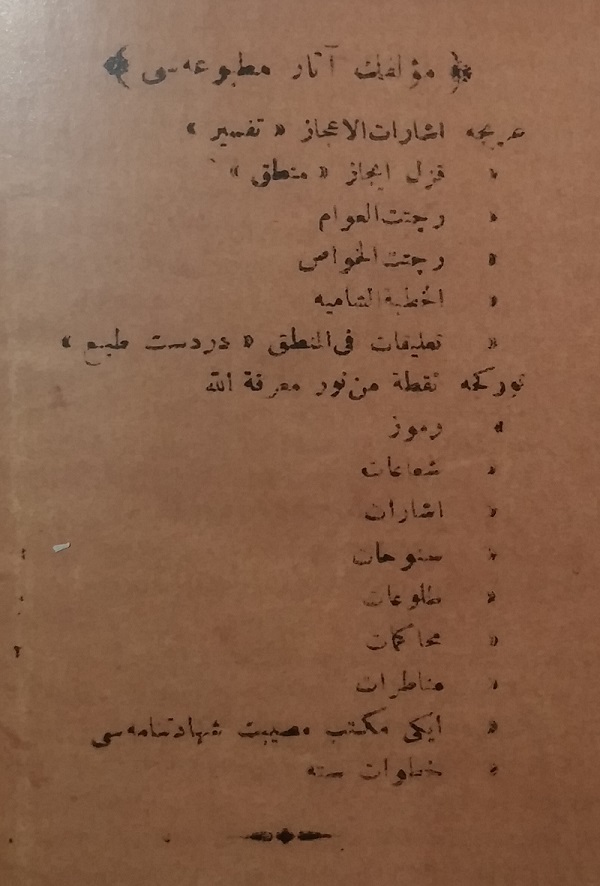 ﴿ مؤلفك آثار مطبوعه‌سی ﴾
عربجه اشارات الاعجاز « تفسیر »
« قزل ایجاز « منطق »
« رچتت العوام
« رچتت الخواص
« الخطبة الشامیه
« تعلیقات فی المنطق « دردست طبع »
تورکجه نقطة من نور معرفة الله
« رموز
« شعاعات
« اشارات
« سنوحات
« طلوعات
« محاکمات
« مناظرات
« ایکی مکتب مصیبت شهادتنامه‌سی
« خطوات سته